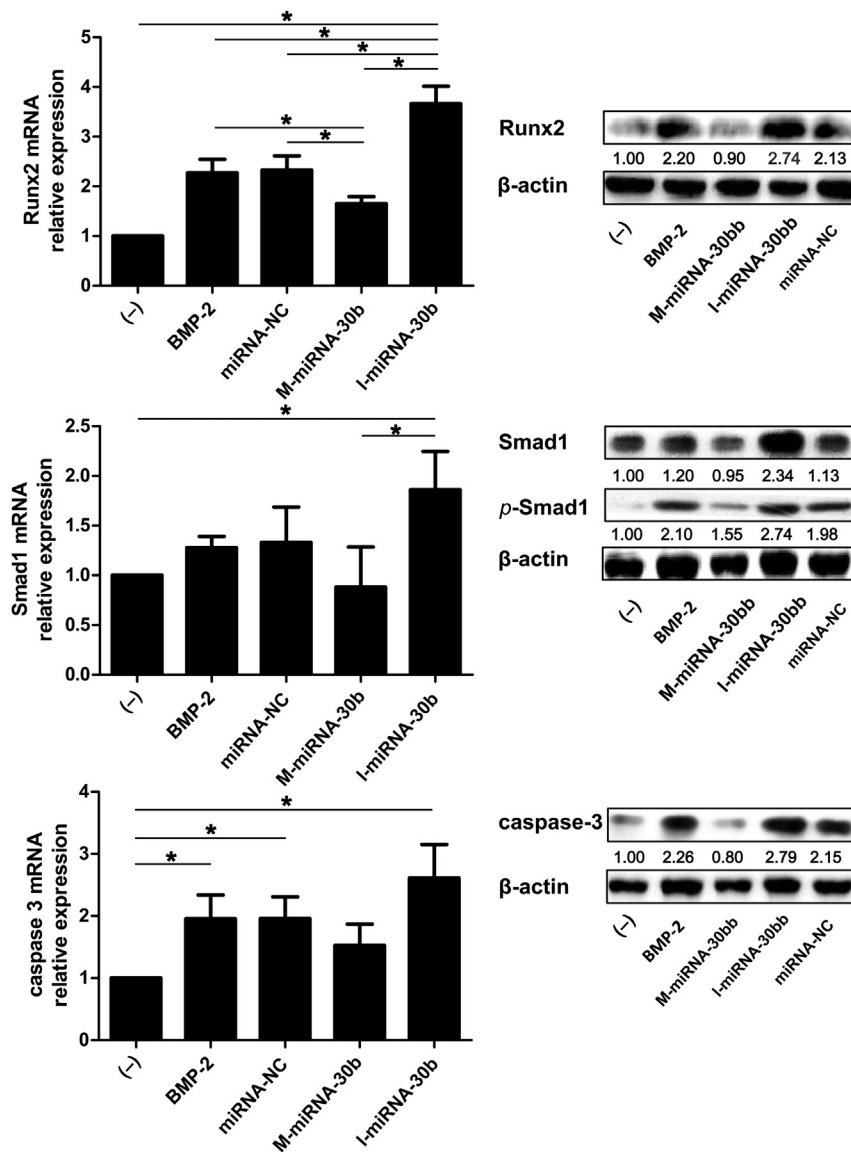 Runx2 mRNA
relative expression
5
4
3
2
1
0
*
*
*
*
*
*
(–)
BMP-2
miRNA-NC
M-miRNA-30b
I-miRNA-30b
Runx2
1.00 2.20 0.90 2.74 2.13
β-actin
(–)
BMP-2
M-miRNA-30bb
I-miRNA-30bb
miRNA-NC
Smad1 mRNA
relative expression
2.5
2.0
1.5
1.0
0.5
0.0
*
*
(–)
BMP-2
miRNA-NC
M-miRNA-30b
I-miRNA-30b
Smad1
1.00 1.20 0.95 2.34 1.13
p-Smad1
1.00 2.10 1.55 2.74 1.98
β-actin
(–)
BMP-2
M-miRNA-30bb
I-miRNA-30bb
miRNA-NC
caspase 3 mRNA
relative expression
4
3
2
1
0
*
*
*
(–)
BMP-2
miRNA-NC
M-miRNA-30b
I-miRNA-30b
caspase-3
1.00 2.26 0.80 2.79 2.15
β-actin
(–)
BMP-2
M-miRNA-30bb
I-miRNA-30bb
miRNA-NC